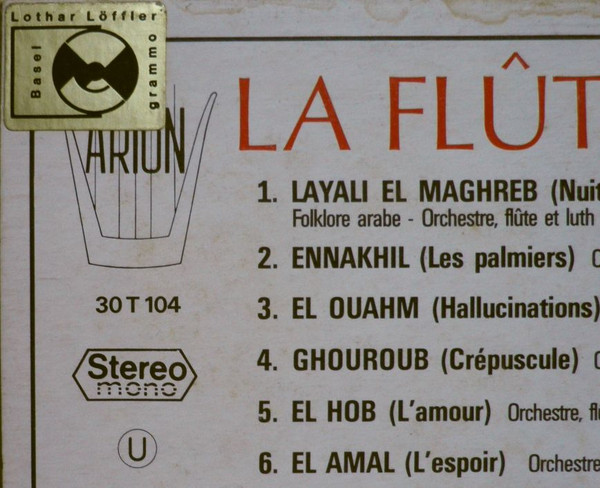 Lothar Löffler
Basel
grammo
ARION
30 T 104
Stereo
mono
U
LA FLÛT
1. LAYALI EL MAGHREB (Nuit
Folklore arabe - Orchestre, flûte et luth
2. ENNAKHIL (Les palmiers)
3. EL OUAHM (Hallucinations)
4. GHOUROUB (Crépuscule)
5. EL HOB (L'amour) Orchestre, fl
6. EL AMAL (L'espoir) Orchestre